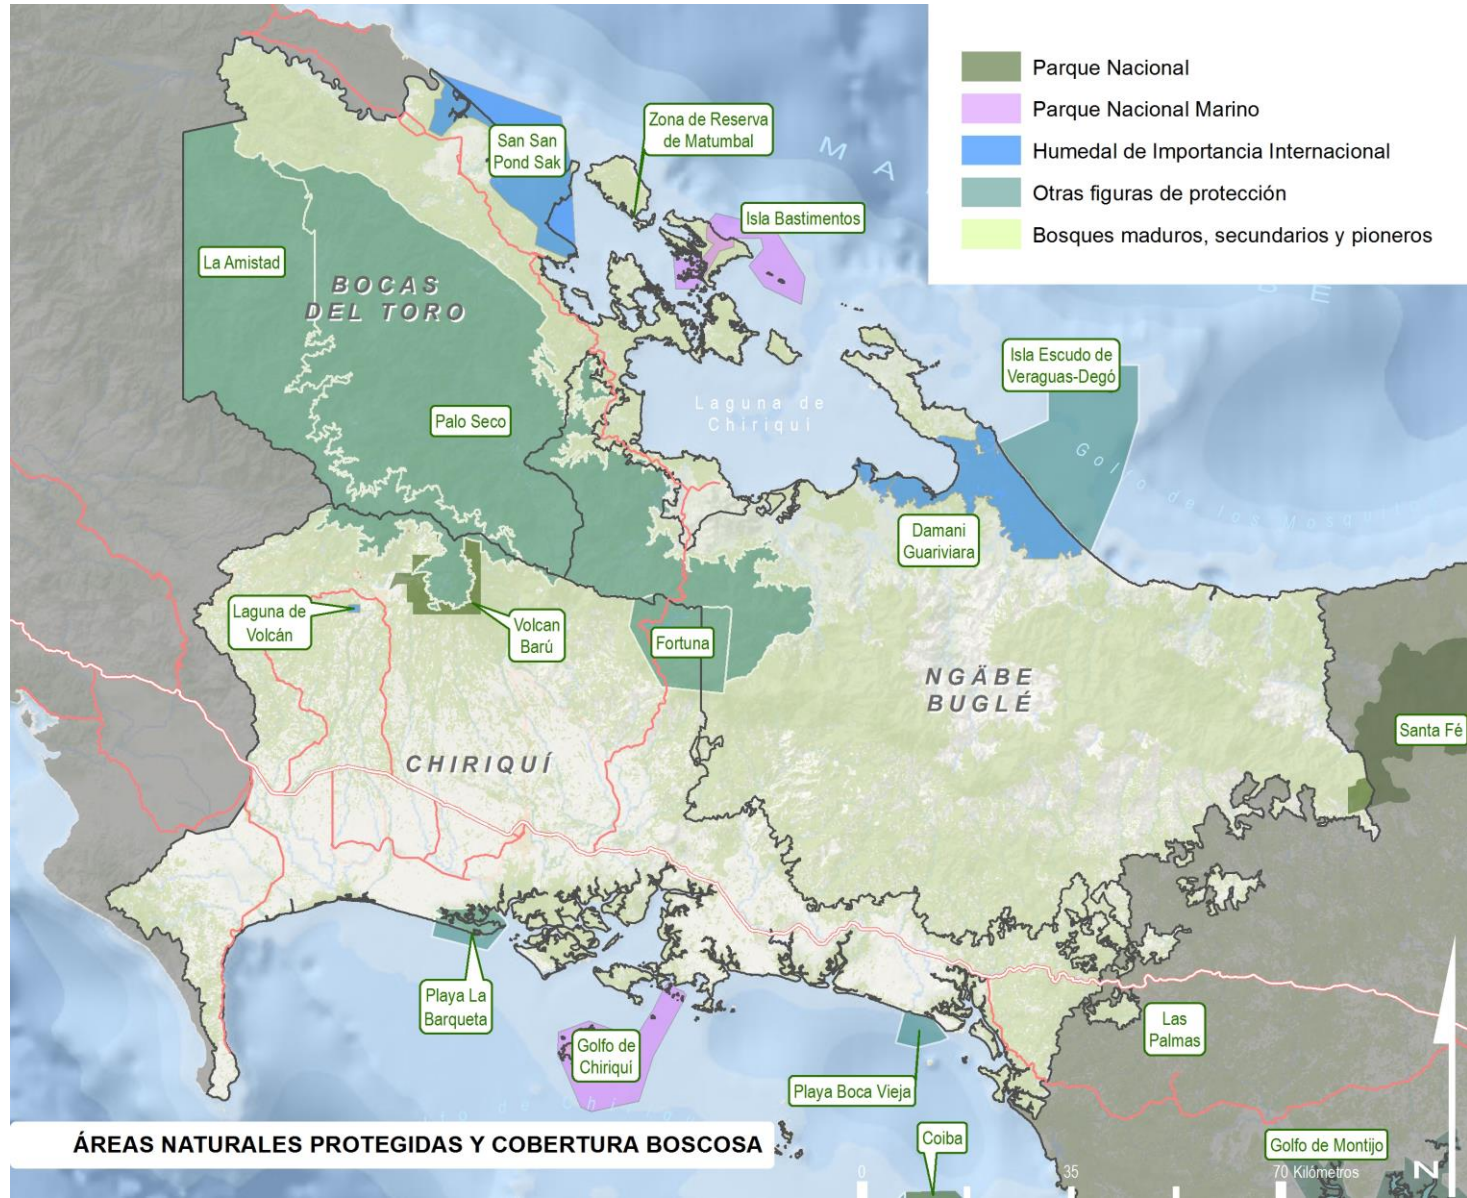 Parque Nacional
Parque Nacional Marino
Humedal de Importancia Internacional
Otras figuras de protección
Bosques maduros, secundarios y pioneros
San San
Pond Sak
Zona de Reserva
de Matumbal
Isla Bastimentos
La Amistad
BOCAS
DEL TORO
Isla Escudo de
Veraguas-Degó
Palo Seco
Laguna de
Chiriquí
Damani
Guariviara
Laguna de
Volcán
Volcan
Barú
Fortuna
NGÄBE
BUGLÉ
Santa Fé
CHIRIQUÍ
Playa La
Barqueta
Golfo de
Chiriquí
Las
Palmas
Playa Boca Vieja
ÁREAS NATURALES PROTEGIDAS Y COBERTURA BOSCOSA
Coiba
Golfo de Montijo
0 35 70 Kilómetros
N